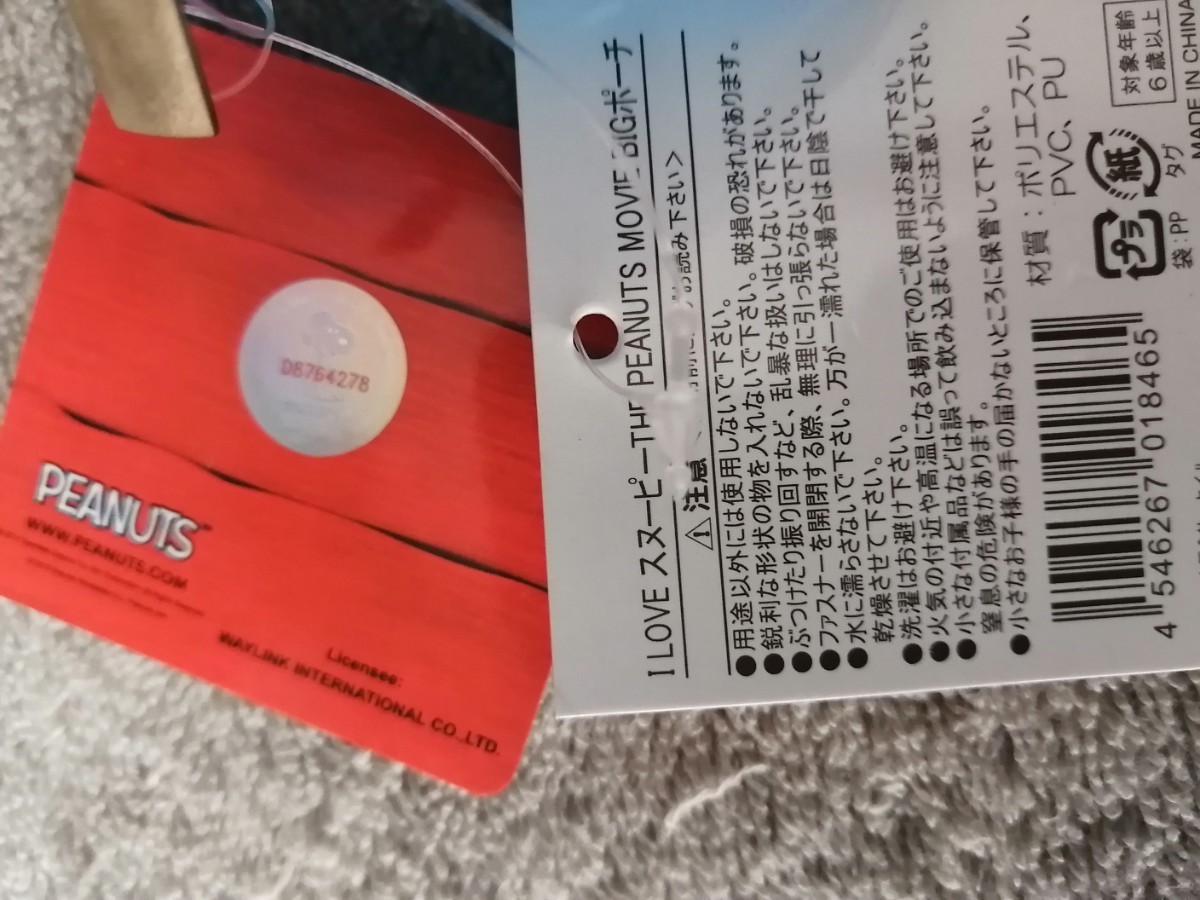 D8764278
PEANUTS
WWW.PEANUTS.COM
Licensee:
WAYLINK INTERNATIONAL CO.,LTD.
I LOVE スヌーピー THE PEANUTS MOVIE BIGポーチ
⚠ 注意
お読み下さい>
●用途以外には使用しないで下さい。
●鋭利な形状の物を入れないで下さい。破損の恐れがあります。
●ぶつけたり振り回すなど、乱暴な扱いはしないで下さい。
●ファスナーを開閉する際、無理に引っ張らないで下さい。
●水に濡らさないで下さい。万が一濡れた場合は日陰で干して
乾燥させて下さい。
●洗濯はお避け下さい。
●火気の付近や高温になる場所でのご使用はお避け下さい。
●小さな付属品などは誤って飲み込まないように注意して下さい。
窒息の危険があります。
●小さなお子様の手の届かないところに保管して下さい。
材質：ポリエステル、
PVC、PU
対象年齢
6歳以上
紙
タグ
プラ
袋：PP
MADE IN CHINA
4 546267 018465